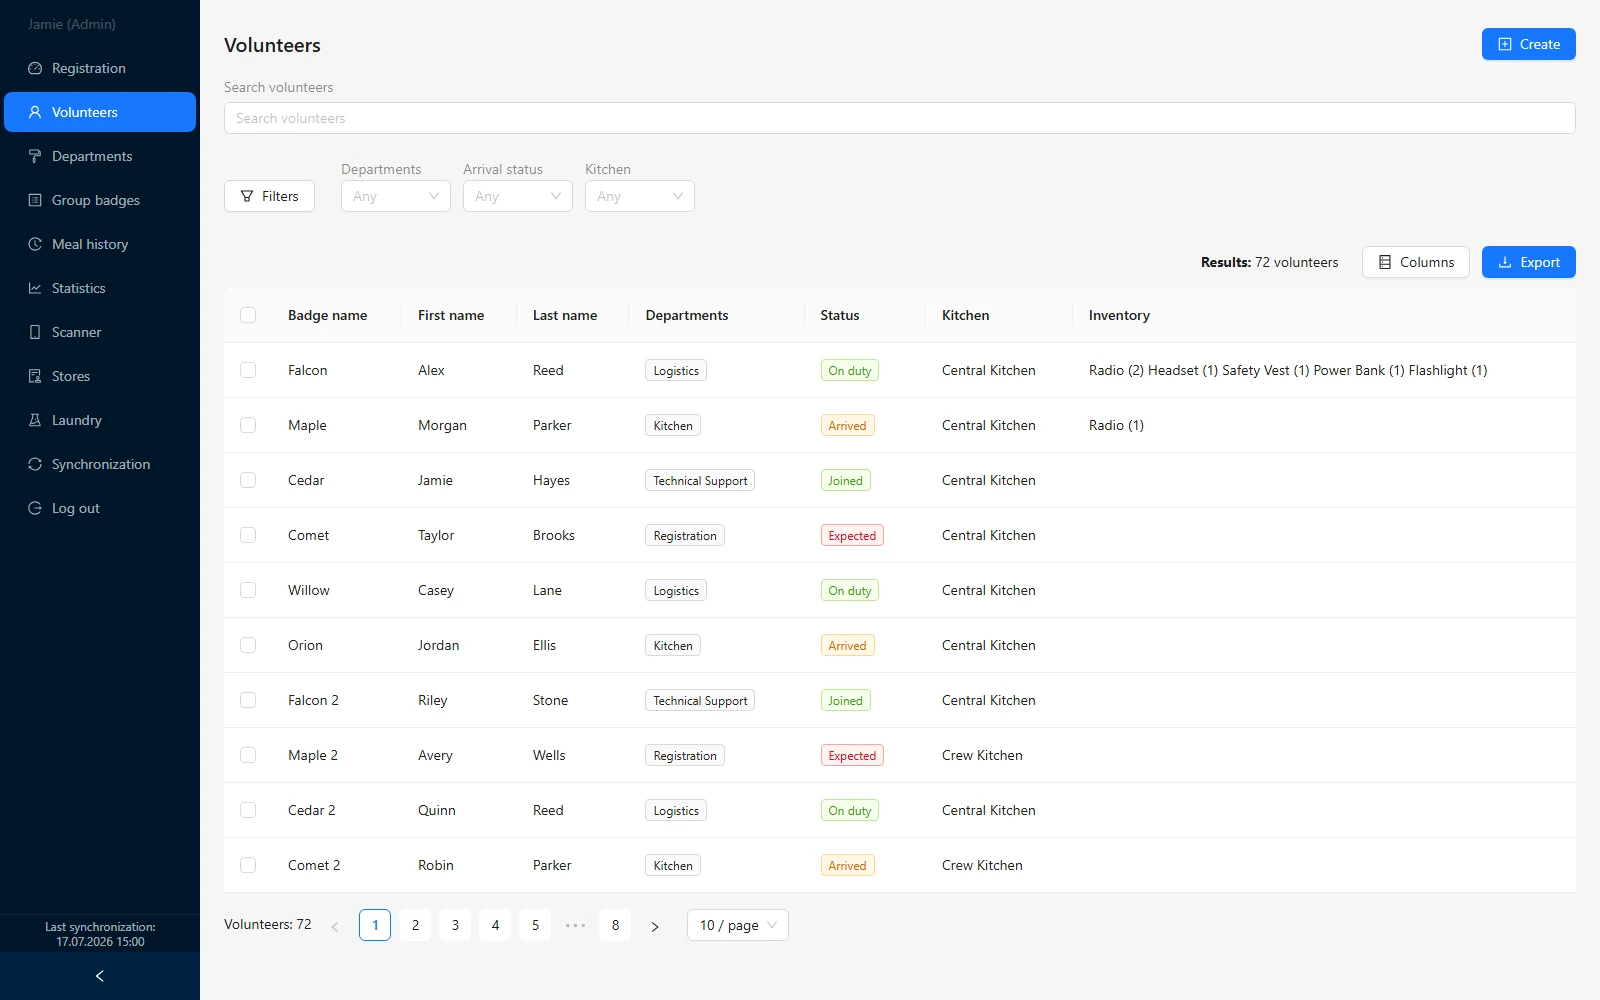 Jamie (Admin)
Registration
Volunteers
Departments
Group badges
Meal history
Statistics
Scanner
Stores
Laundry
Synchronization
Log out
Last synchronization:
17.07.2026 15:00
Volunteers
Create
Search volunteers
Search volunteers
Departments Arrival status Kitchen
Filters Any Any Any
Results: 72 volunteers Columns Export
Badge name First name Last name Departments Status Kitchen Inventory
Falcon Alex Reed Logistics On duty Central Kitchen Radio (2) Headset (1) Safety Vest (1) Power Bank (1) Flashlight (1)
Maple Morgan Parker Kitchen Arrived Central Kitchen Radio (1)
Cedar Jamie Hayes Technical Support Joined Central Kitchen
Comet Taylor Brooks Registration Expected Central Kitchen
Willow Casey Lane Logistics On duty Central Kitchen
Orion Jordan Ellis Kitchen Arrived Central Kitchen
Falcon 2 Riley Stone Technical Support Joined Central Kitchen
Maple 2 Avery Wells Registration Expected Crew Kitchen
Cedar 2 Quinn Reed Logistics On duty Central Kitchen
Comet 2 Robin Parker Kitchen Arrived Crew Kitchen
Volunteers: 72 1 2 3 4 5 ••• 8 10 / page